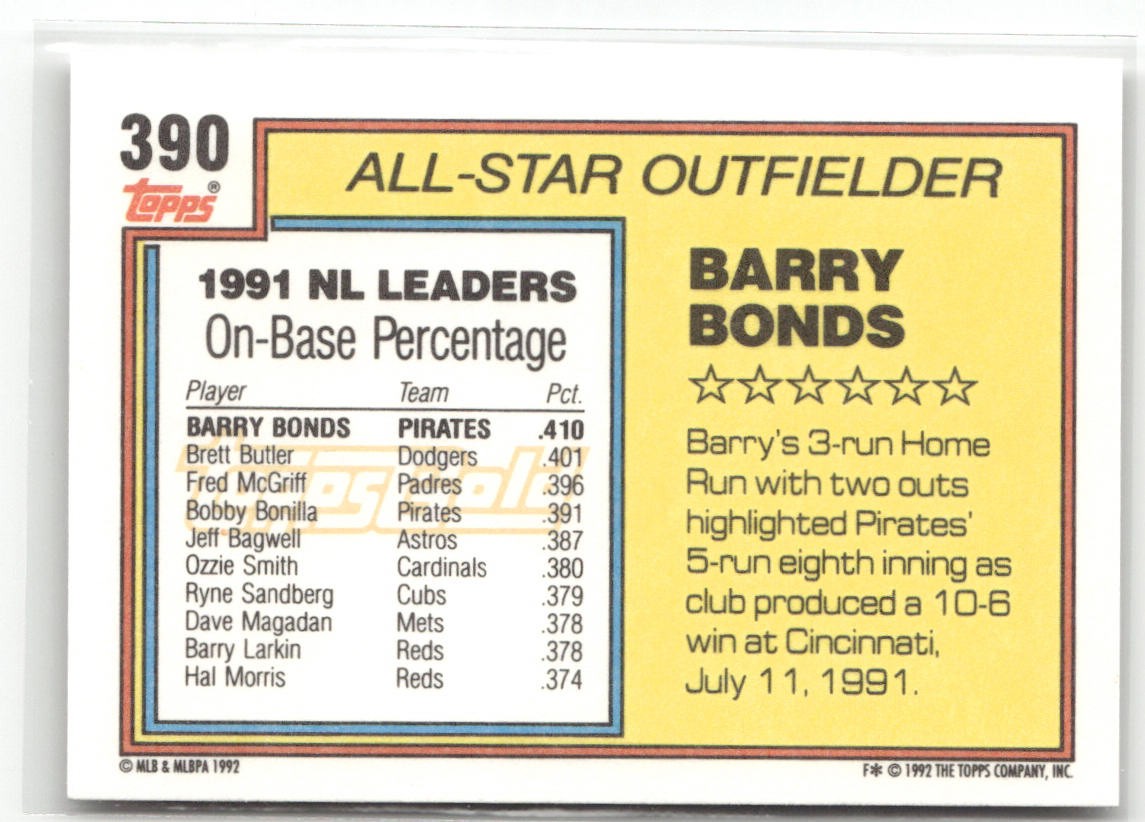 390
Topps®
ALL-STAR OUTFIELDER
1991 NL LEADERS
On-Base Percentage
Player Team Pct.
BARRY BONDS PIRATES .410
Brett Butler Dodgers .401
Fred McGriff Padres .396
Bobby Bonilla Pirates .391
Jeff Bagwell Astros .387
Ozzie Smith Cardinals .380
Ryne Sandberg Cubs .379
Dave Magadan Mets .378
Barry Larkin Reds .378
Hal Morris Reds .374
ToppsGold
BARRY
BONDS
☆☆☆☆☆☆
Barry's 3-run Home
Run with two outs
highlighted Pirates'
5-run eighth inning as
club produced a 10-6
win at Cincinnati,
July 11, 1991.
© MLB & MLBPA 1992
F* © 1992 THE TOPPS COMPANY, INC.